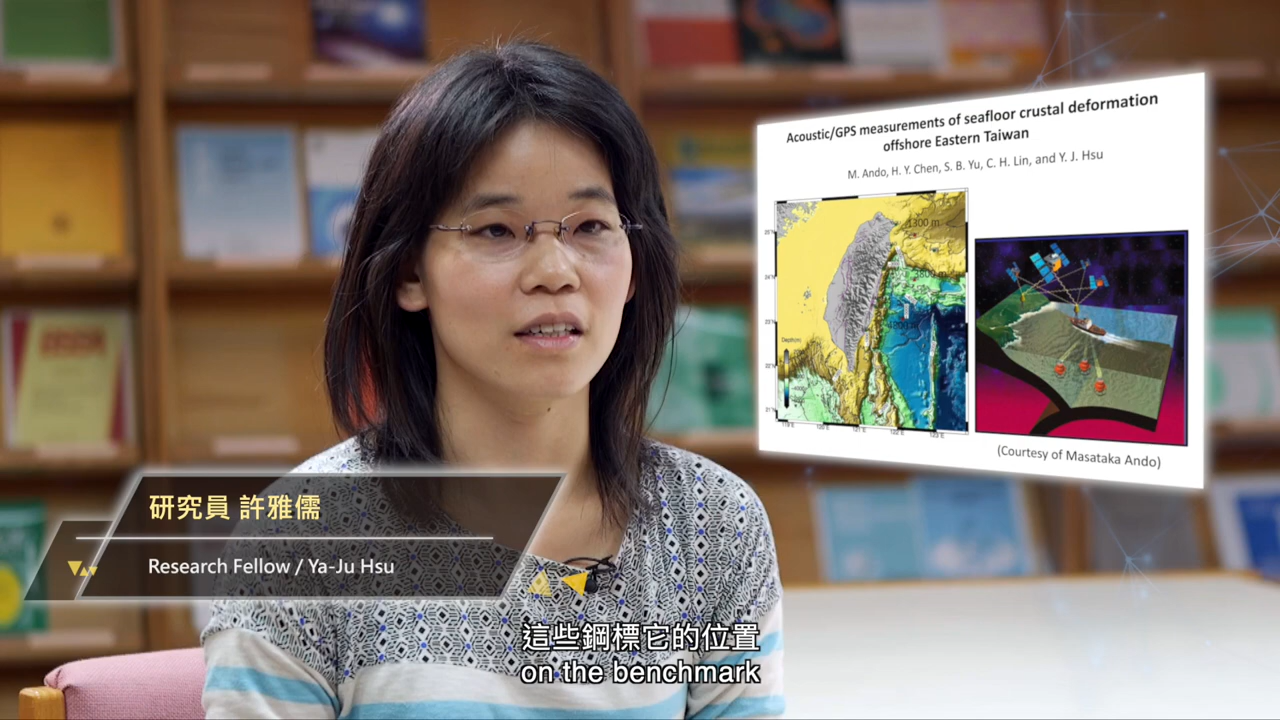 Acoustic/GPS measurements of seafloor crustal deformation
offshore Eastern Taiwan
M. Ando, H. Y. Chen, S. B. Yu, C. H. Lin, and Y. J. Hsu
1300 m
(Courtesy of Masataka Ando)
研究員 許雅儒
Research Fellow / Ya-Ju Hsu
這些鋼標它的位置
on the benchmark